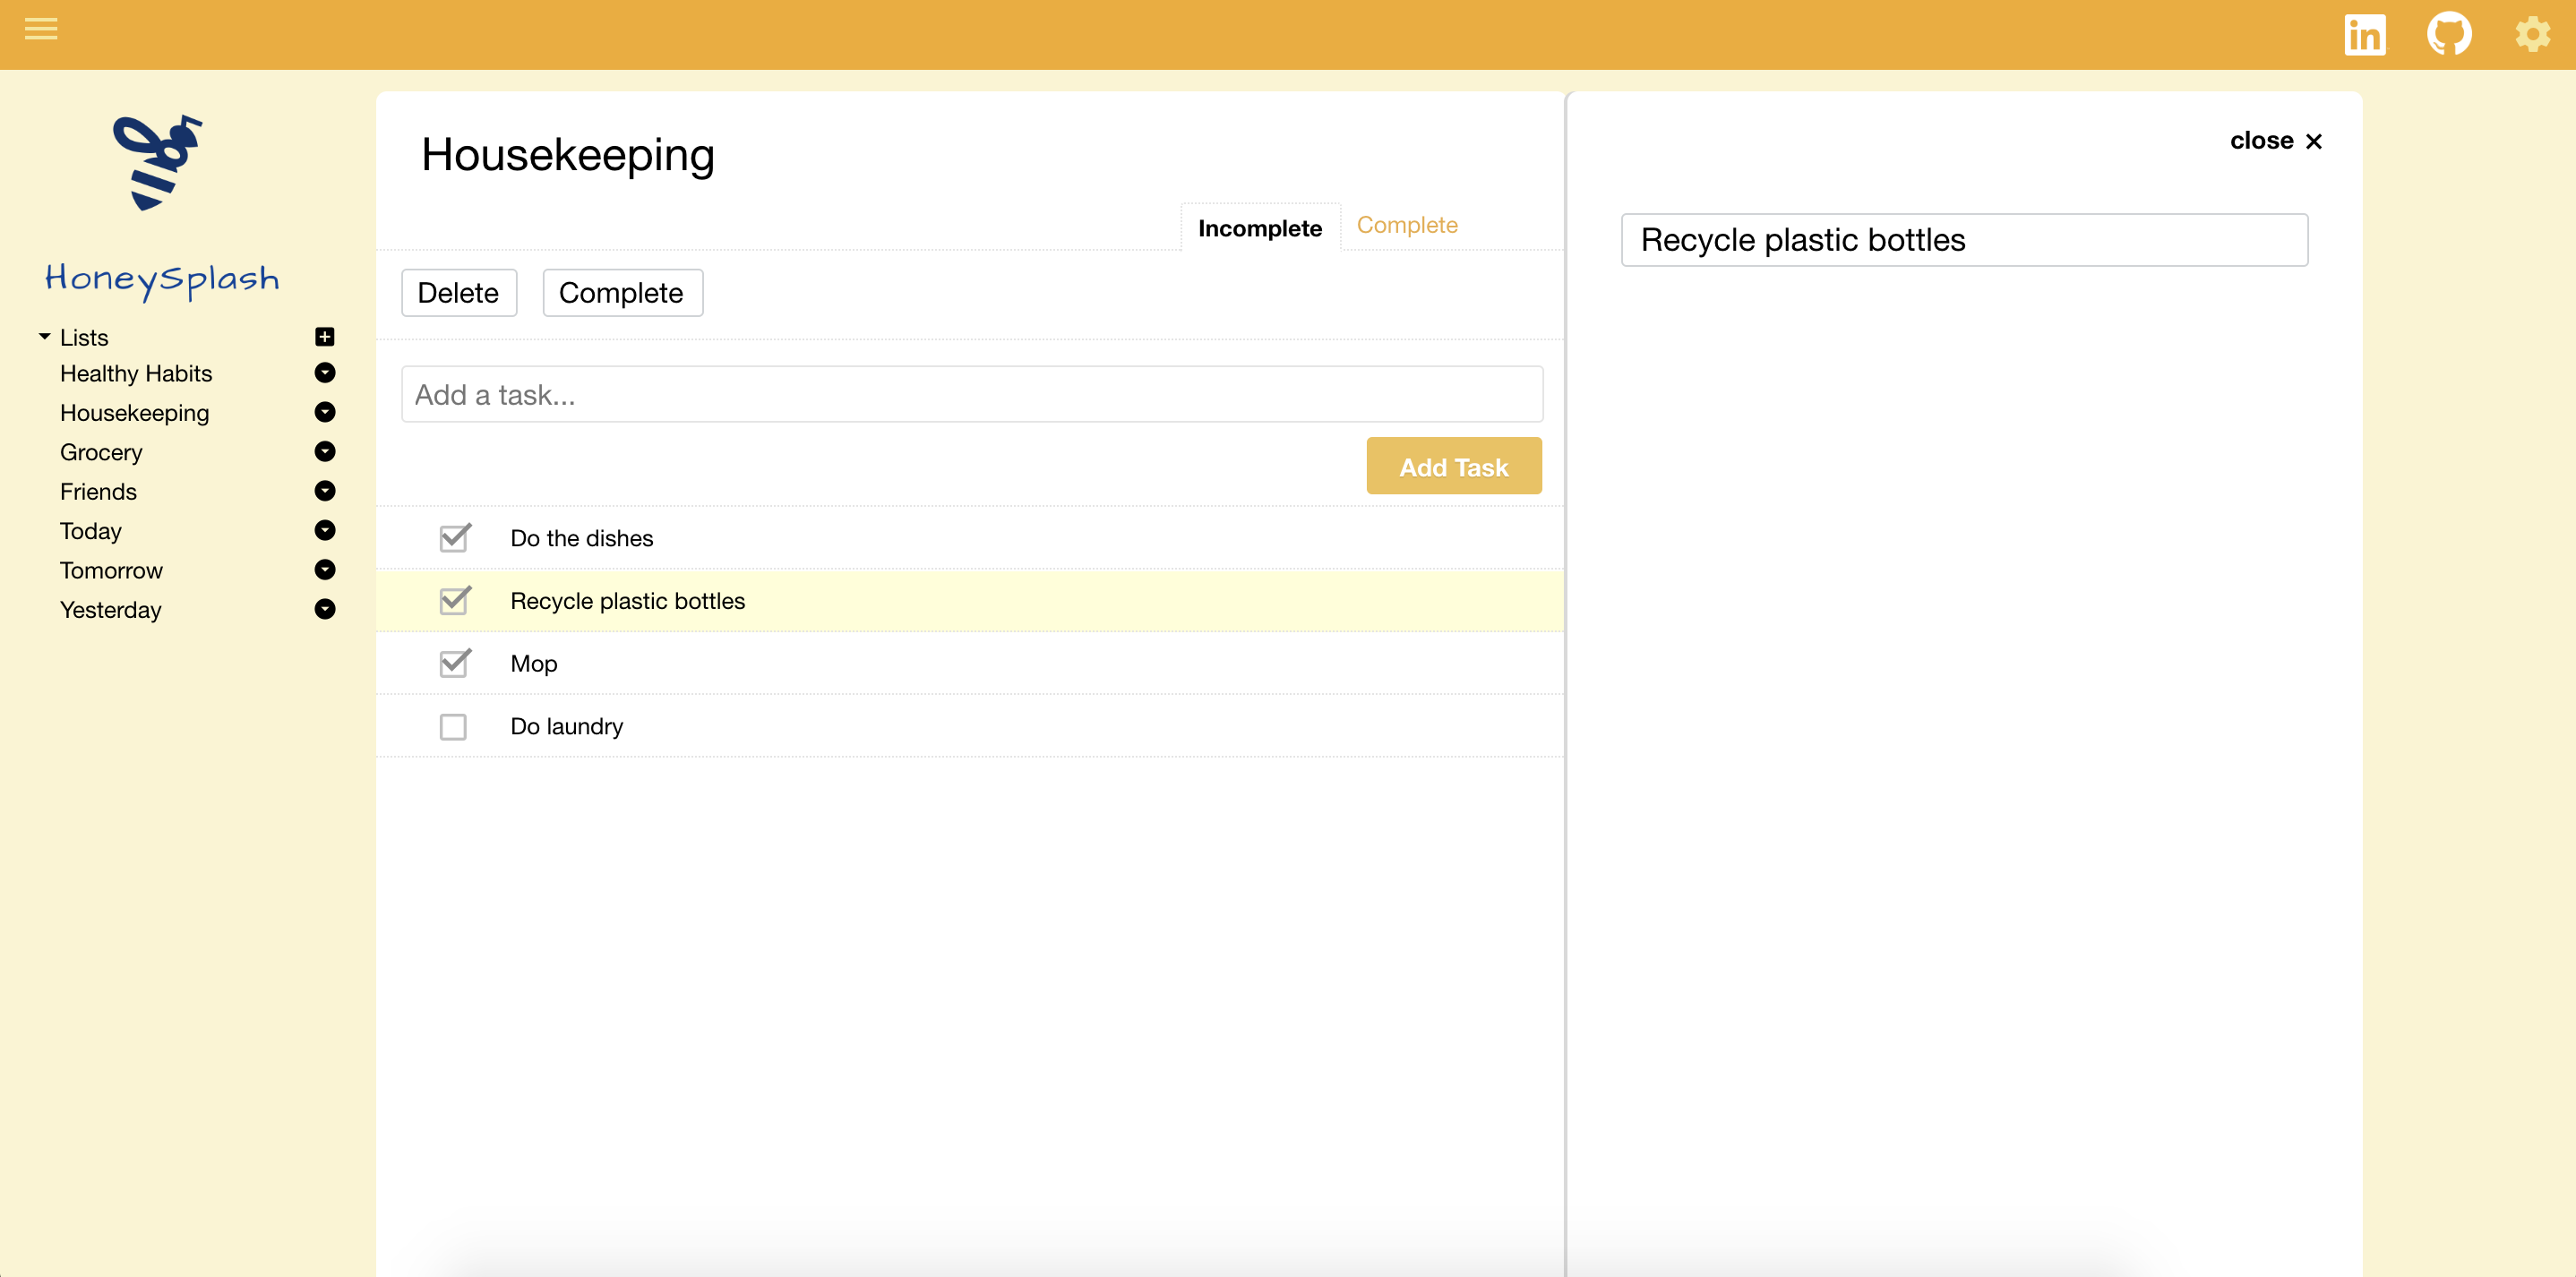 HoneySplash
Lists
Healthy Habits
Housekeeping
Grocery
Friends
Today
Tomorrow
Yesterday
Housekeeping
Incomplete Complete
Delete Complete
Add a task...
Add Task
Do the dishes
Recycle plastic bottles
Mop
Do laundry
close ×
Recycle plastic bottles
in